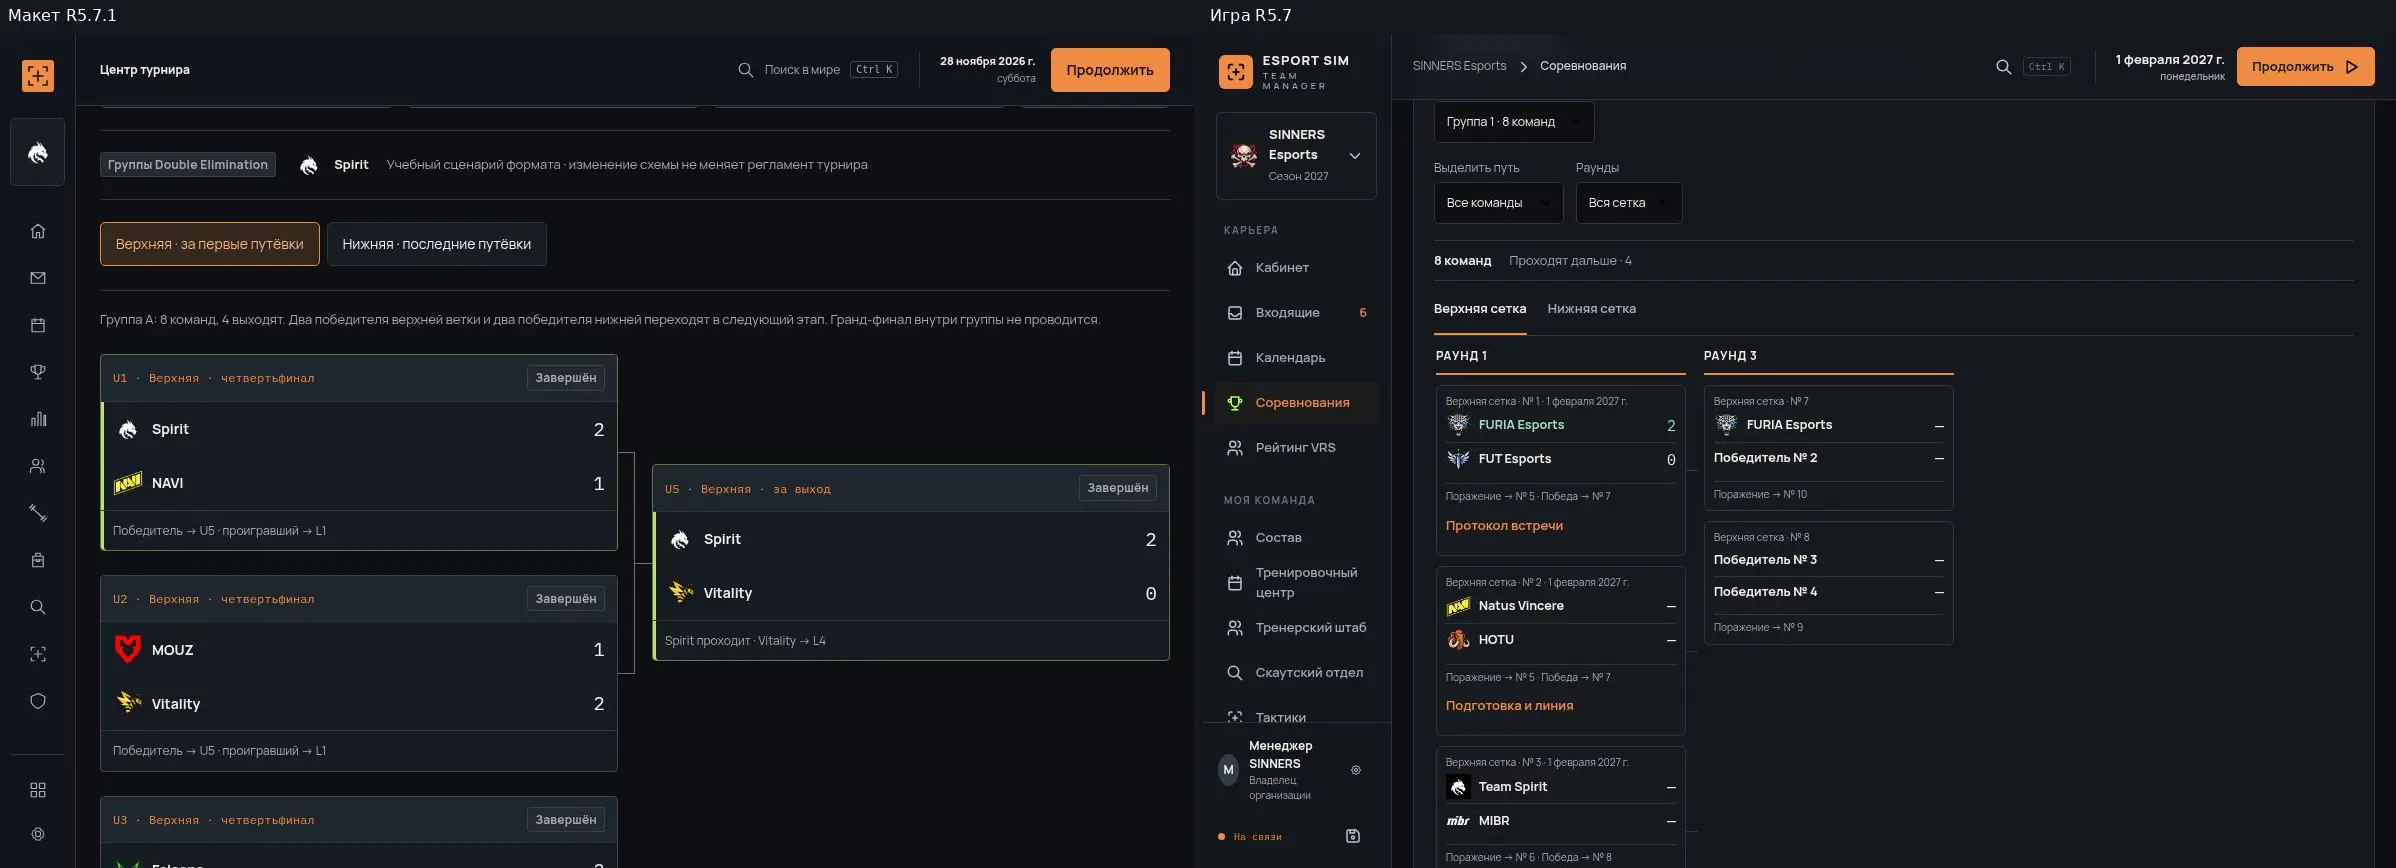 Макет R5.7.1
Центр турнира
Поиск в мире
Ctrl K
28 ноября 2026 г.
суббота
Продолжить
Группы Double Elimination
Spirit
Учебный сценарий формата · изменение схемы не меняет регламент турнира
Верхняя · за первые путёвки
Нижняя · последние путёвки
Группа A: 8 команд, 4 выходят. Два победителя верхней ветки и два победителя нижней переходят в следующий этап. Гранд-финал внутри группы не проводится.
U1 · Верхняя · четвертьфинал
Завершён
Spirit 2
NAVI 1
Победитель → U5 · проигравший → L1
U2 · Верхняя · четвертьфинал
Завершён
MOUZ 1
Vitality 2
Победитель → U5 · проигравший → L1
U3 · Верхняя · четвертьфинал
Завершён
U5 · Верхняя · за выход
Завершён
Spirit 2
Vitality 0
Spirit проходит · Vitality → L4
Игра R5.7
ESPORT SIM
TEAM
MANAGER
SINNERS
Esports
Сезон 2027
КАРЬЕРА
Кабинет
Входящие 6
Календарь
Соревнования
Рейтинг VRS
МОЯ КОМАНДА
Состав
Тренировочный
центр
Тренерский штаб
Скаутский отдел
Тактики
Менеджер
SINNERS
Владелец
организации
M
На связи
SINNERS Esports
Соревнования
Ctrl K
1 февраля 2027 г.
понедельник
Продолжить
Группа 1 · 8 команд
Выделить путь
Раунды
Все команды
Вся сетка
8 команд
Проходят дальше · 4
Верхняя сетка
Нижняя сетка
РАУНД 1
Верхняя сетка · № 1 · 1 февраля 2027 г.
FURIA Esports 2
FUT Esports 0
Поражение → № 5 · Победа → № 7
Протокол встречи
Верхняя сетка · № 2 · 1 февраля 2027 г.
Natus Vincere –
HOTU –
Поражение → № 5 · Победа → № 7
Подготовка и линия
Верхняя сетка · № 3 · 1 февраля 2027 г.
Team Spirit –
mibr MIBR –
Поражение → № 6 · Победа → № 8
РАУНД 3
Верхняя сетка · № 7
FURIA Esports –
Победитель № 2 –
Поражение → № 10
Верхняя сетка · № 8
Победитель № 3 –
Победитель № 4 –
Поражение → № 9